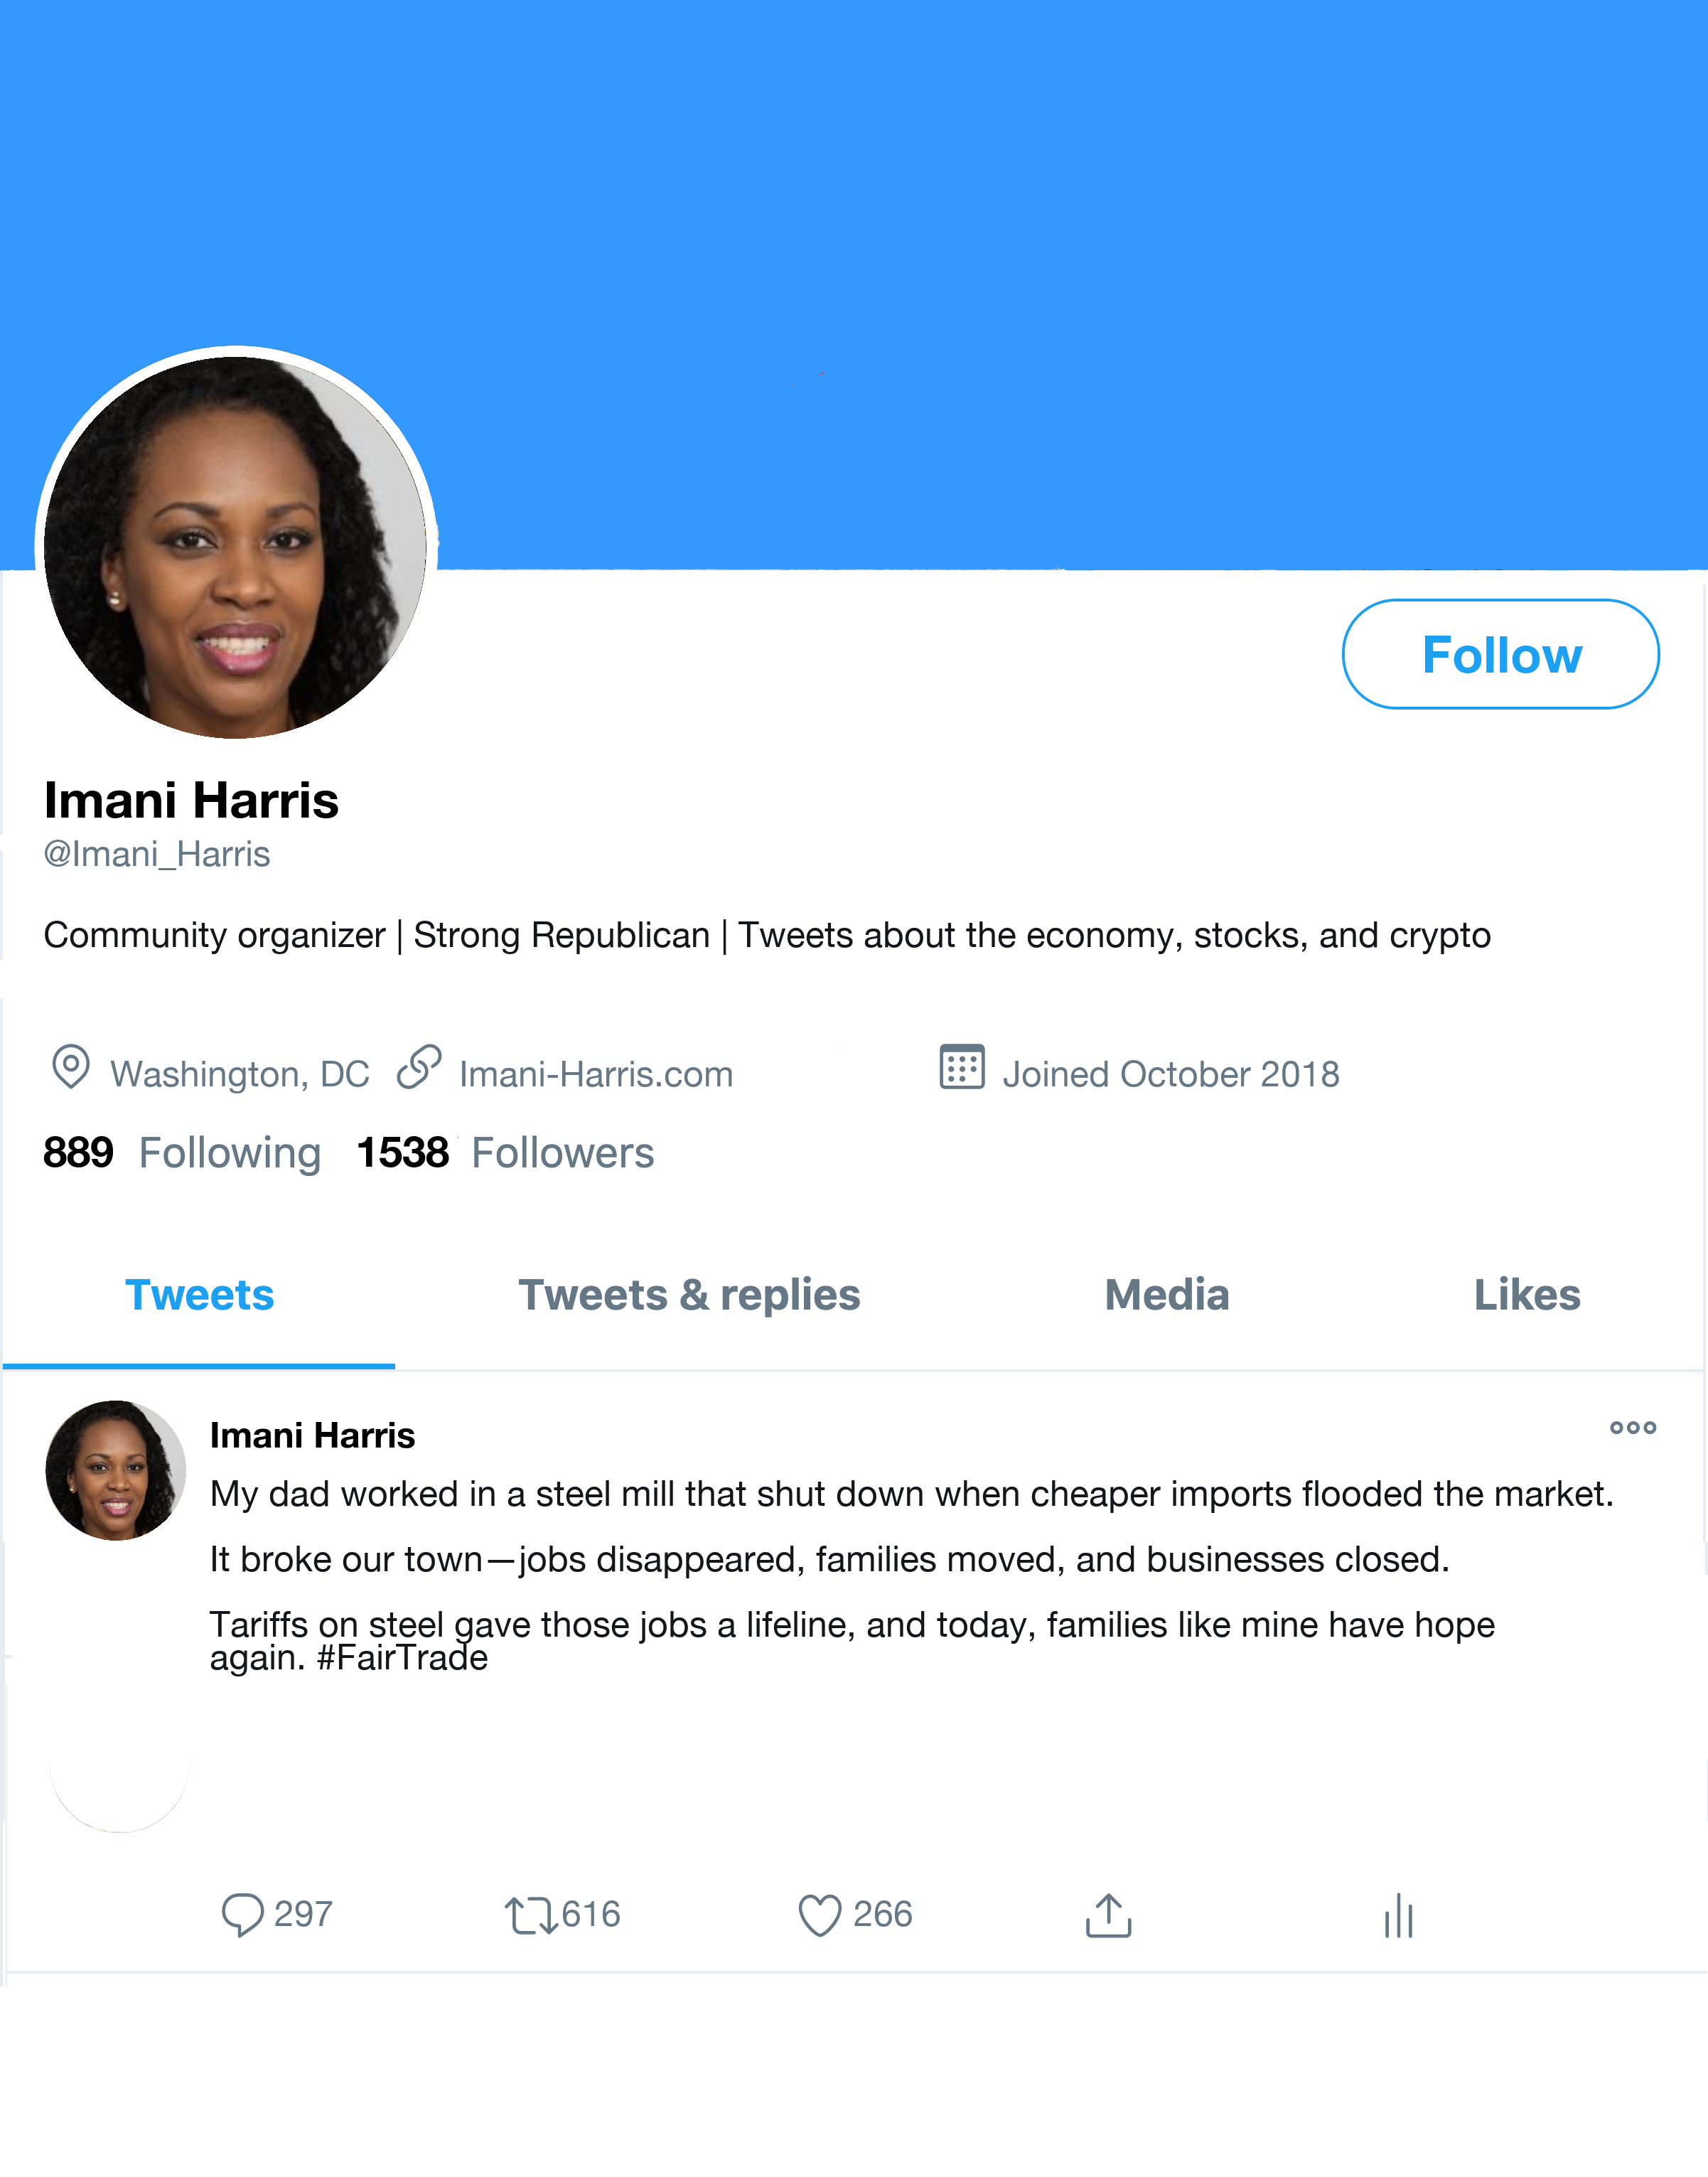 Follow
Imani Harris
@Imani_Harris
Community organizer | Strong Republican | Tweets about the economy, stocks, and crypto
Washington, DC Imani-Harris.com Joined October 2018
889 Following 1538 Followers
Tweets Tweets & replies Media Likes
Imani Harris
My dad worked in a steel mill that shut down when cheaper imports flooded the market.
It broke our town—jobs disappeared, families moved, and businesses closed.
Tariffs on steel gave those jobs a lifeline, and today, families like mine have hope
again. #FairTrade
297 616 266